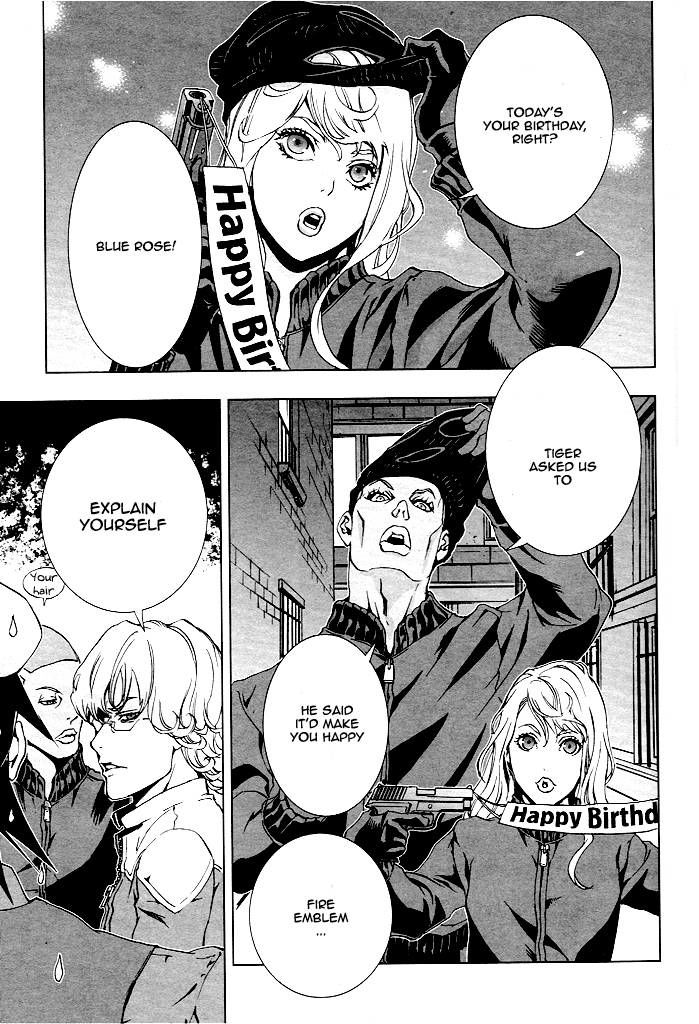 TODAY'S
YOUR BIRTHDAY,
RIGHT?
BLUE ROSE!
Happy Birt
TIGER
ASKED US
TO
HE SAID
IT'D MAKE
YOU HAPPY
Happy Birthd
FIRE
EMBLEM
...
EXPLAIN
YOURSELF
Your
hair